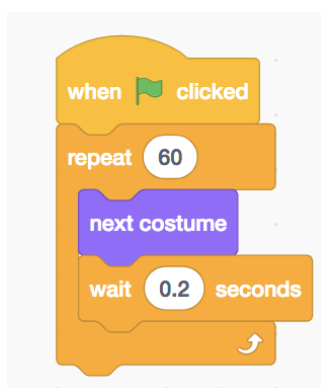 when clicked
repeat 60
next costume
wait 0.2 seconds